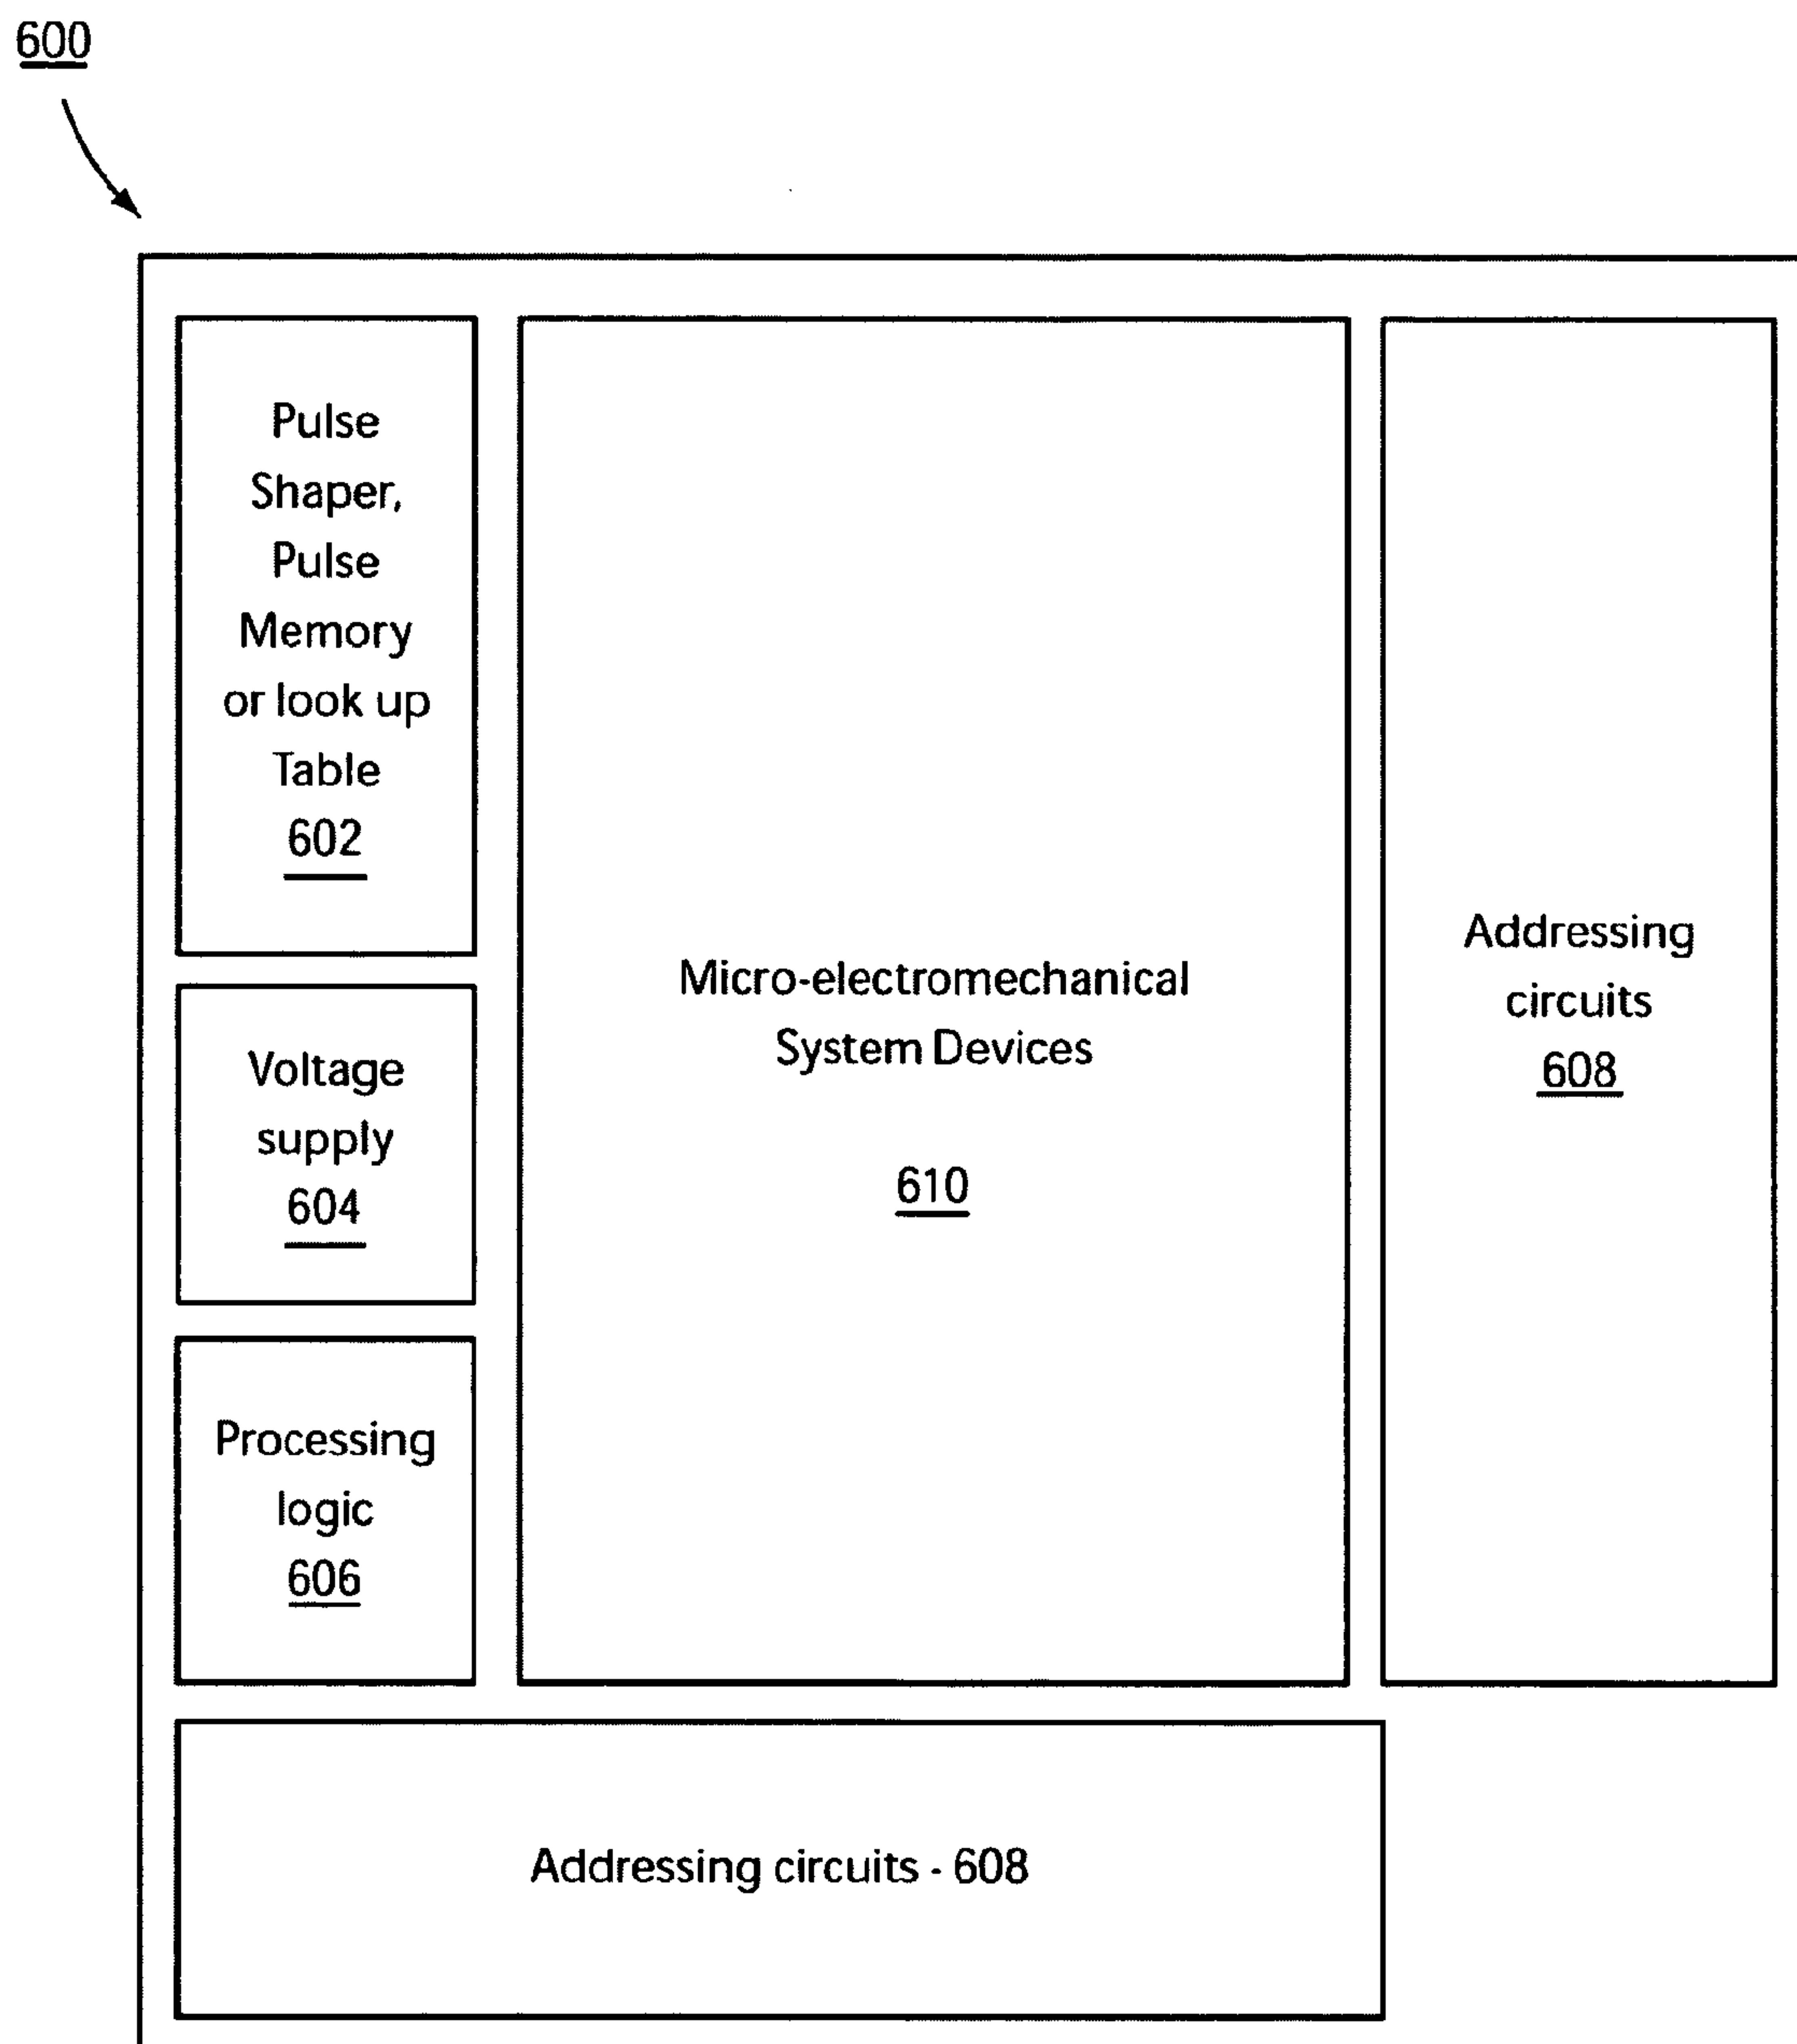 600
Pulse
Shaper,
Pulse
Memory
or look up
Table
602
Voltage
supply
604
Processing
logic
606
Micro-electromechanical
System Devices
610
Addressing
circuits
608
Addressing circuits - 608